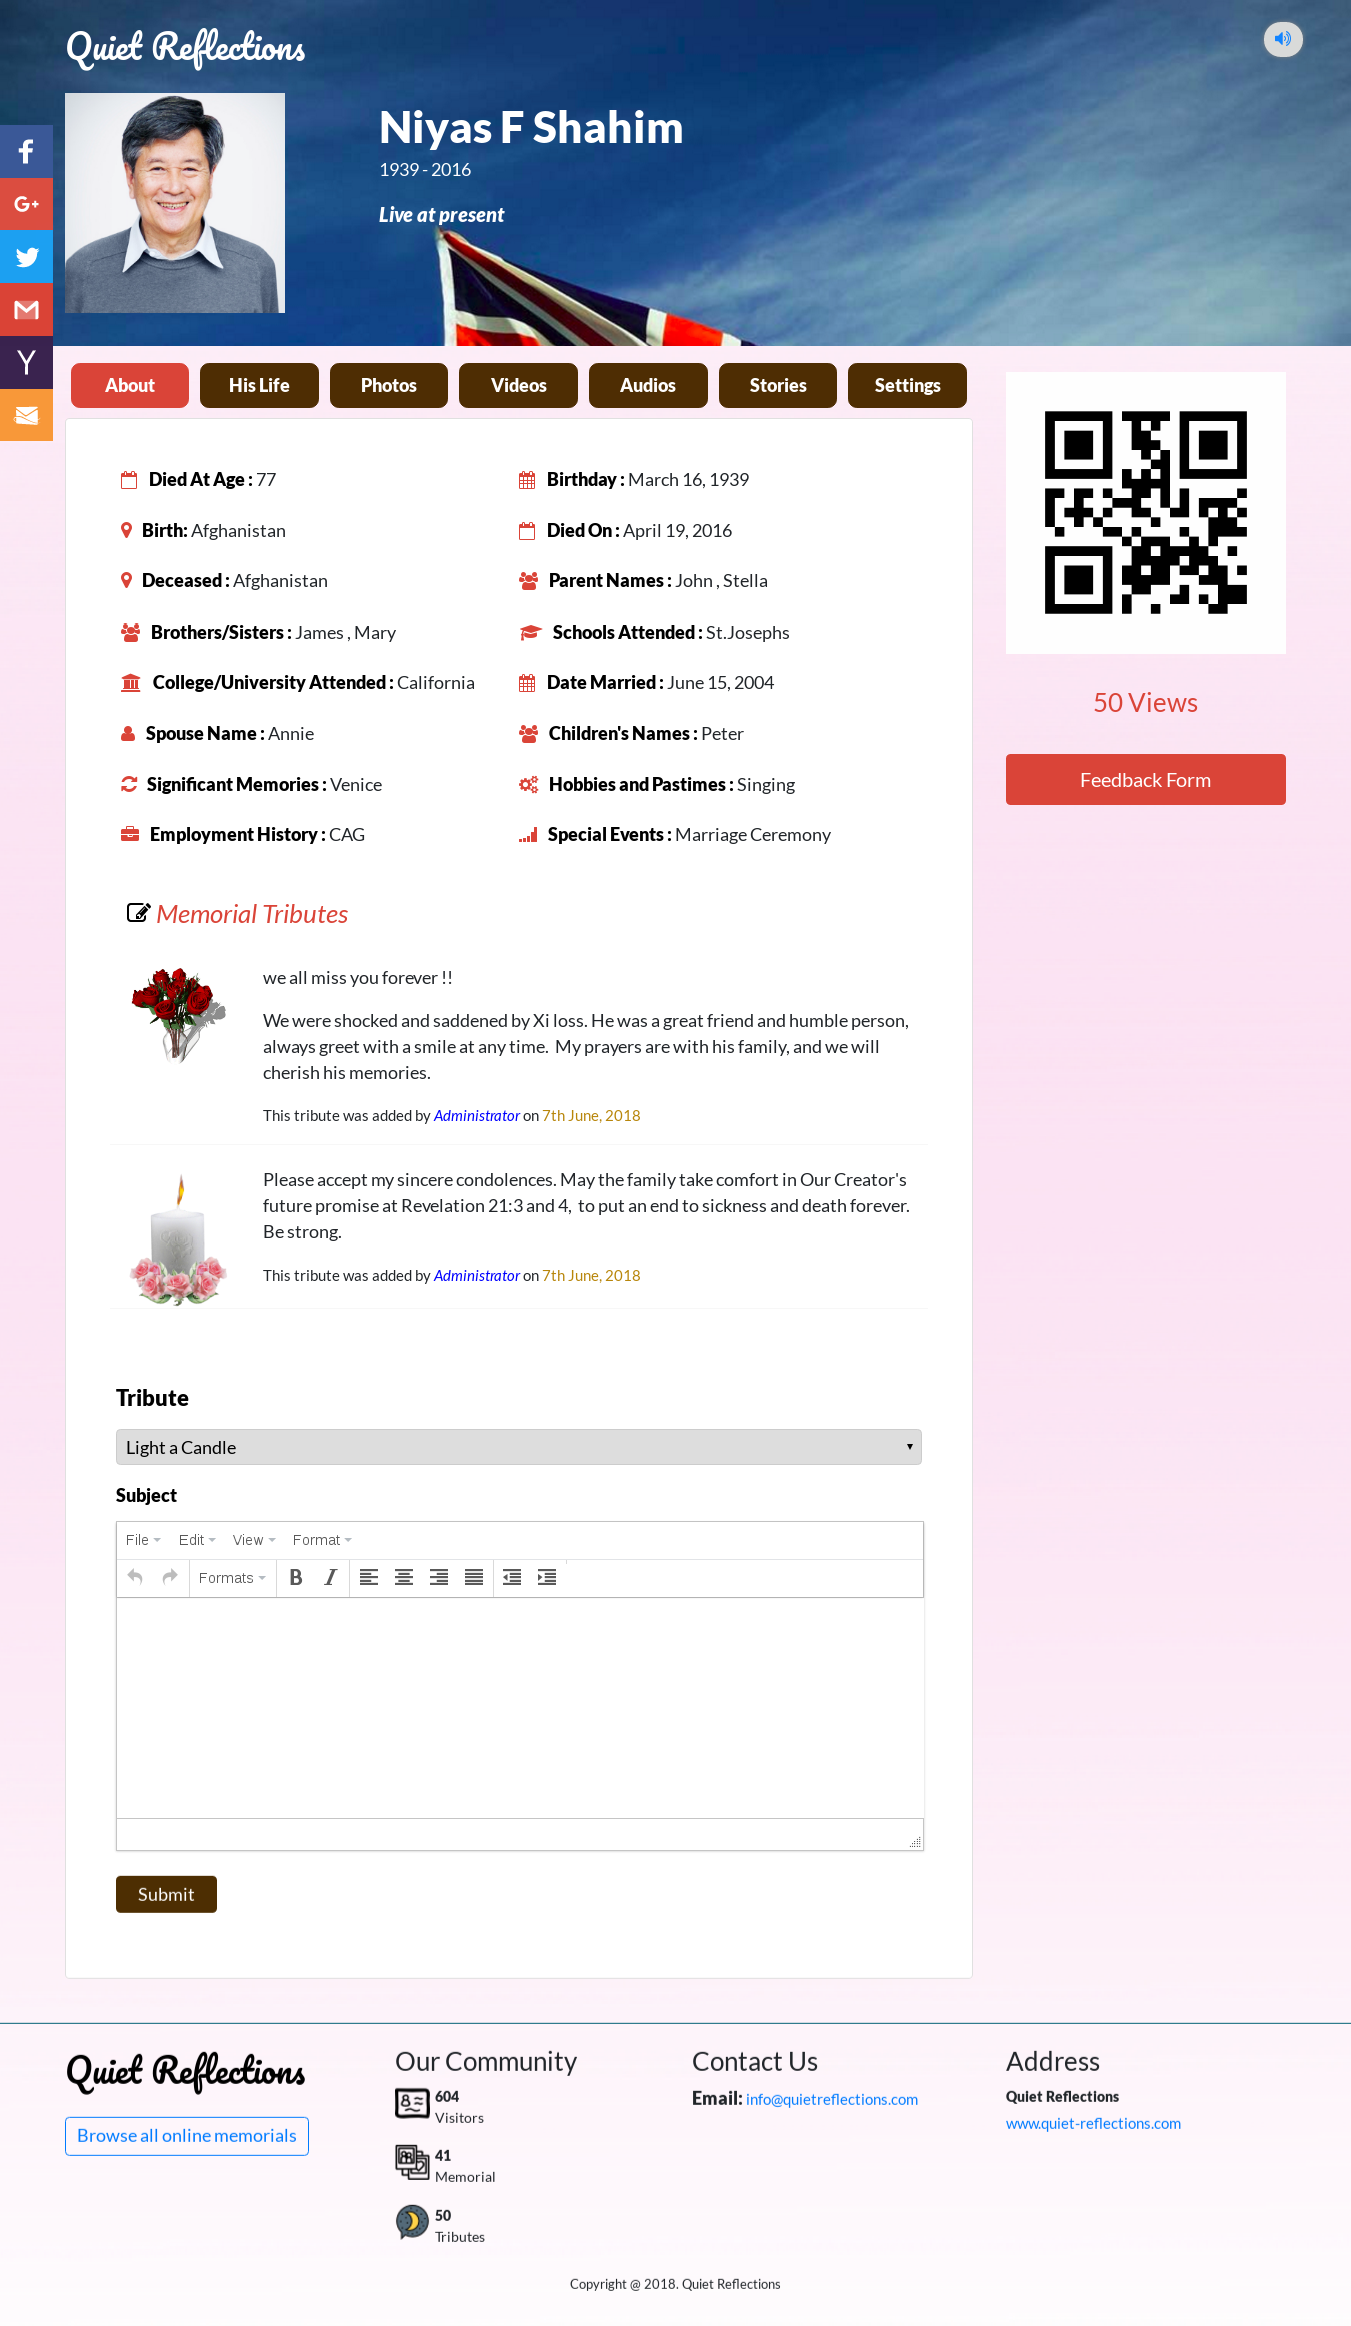 Quiet Reflections
Niyas F Shahim
1939 - 2016
Live at present
About
His Life
Photos
Videos
Audios
Stories
Settings
Died At Age : 77
Birthday : March 16, 1939
Birth: Afghanistan
Died On : April 19, 2016
Deceased : Afghanistan
Parent Names : John , Stella
Brothers/Sisters : James , Mary
Schools Attended : St.Josephs
College/University Attended : California
Date Married : June 15, 2004
Spouse Name : Annie
Children's Names : Peter
Significant Memories : Venice
Hobbies and Pastimes : Singing
Employment History : CAG
Special Events : Marriage Ceremony
50 Views
Feedback Form
Memorial Tributes
we all miss you forever !!
We were shocked and saddened by Xi loss. He was a great friend and humble person,
always greet with a smile at any time.  My prayers are with his family, and we will
cherish his memories.
This tribute was added by Administrator on 7th June, 2018
Please accept my sincere condolences. May the family take comfort in Our Creator's
future promise at Revelation 21:3 and 4,  to put an end to sickness and death forever.
Be strong.
This tribute was added by Administrator on 7th June, 2018
Tribute
Light a Candle
Subject
File Edit View Format
Formats B I
Submit
Quiet Reflections
Browse all online memorials
Our Community
604
Visitors
41
Memorial
50
Tributes
Contact Us
Email: info@quietreflections.com
Address
Quiet Reflections
www.quiet-reflections.com
Copyright @ 2018. Quiet Reflections